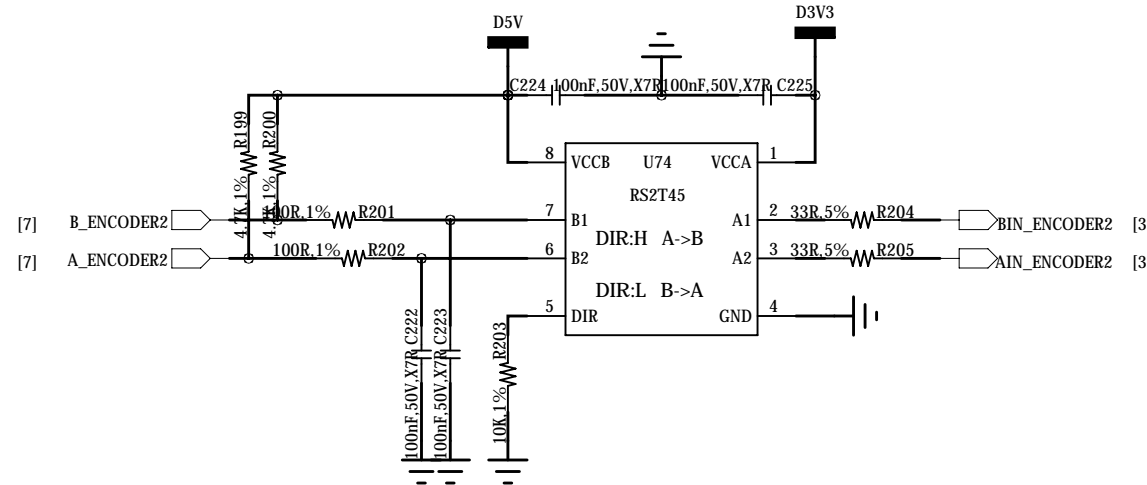 D5V
D3V3
C224 100nF,50V,X7R
100nF,50V,X7R C225
4.7K,1% R199
4.7K,1% R200
8 VCCB U74 VCCA 1
RS2T45
[7] B_ENCODER2
100R,1% R201
7 B1 A1 2
33R,5% R204
BIN_ENCODER2 [3
DIR:H A->B
[7] A_ENCODER2
100R,1% R202
6 B2 A2 3
33R,5% R205
AIN_ENCODER2 [3
DIR:L B->A
5 DIR GND 4
100nF,50V,X7R C222
100nF,50V,X7R C223
10K,1% R203